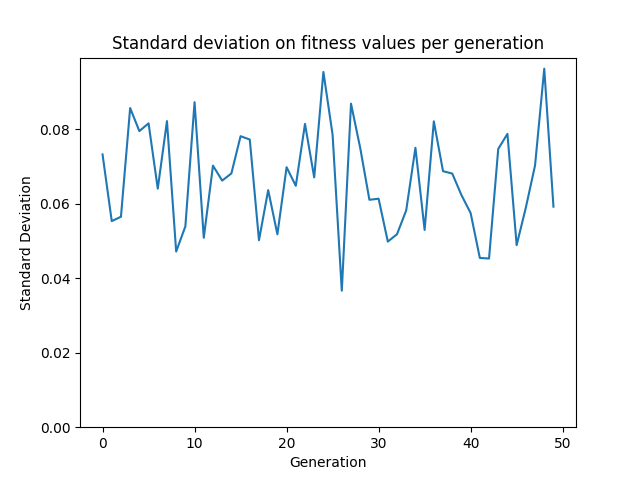 Standard deviation on fitness values per generation
Standard Deviation
0.08
0.06
0.04
0.02
0.00
0 10 20 30 40 50
Generation